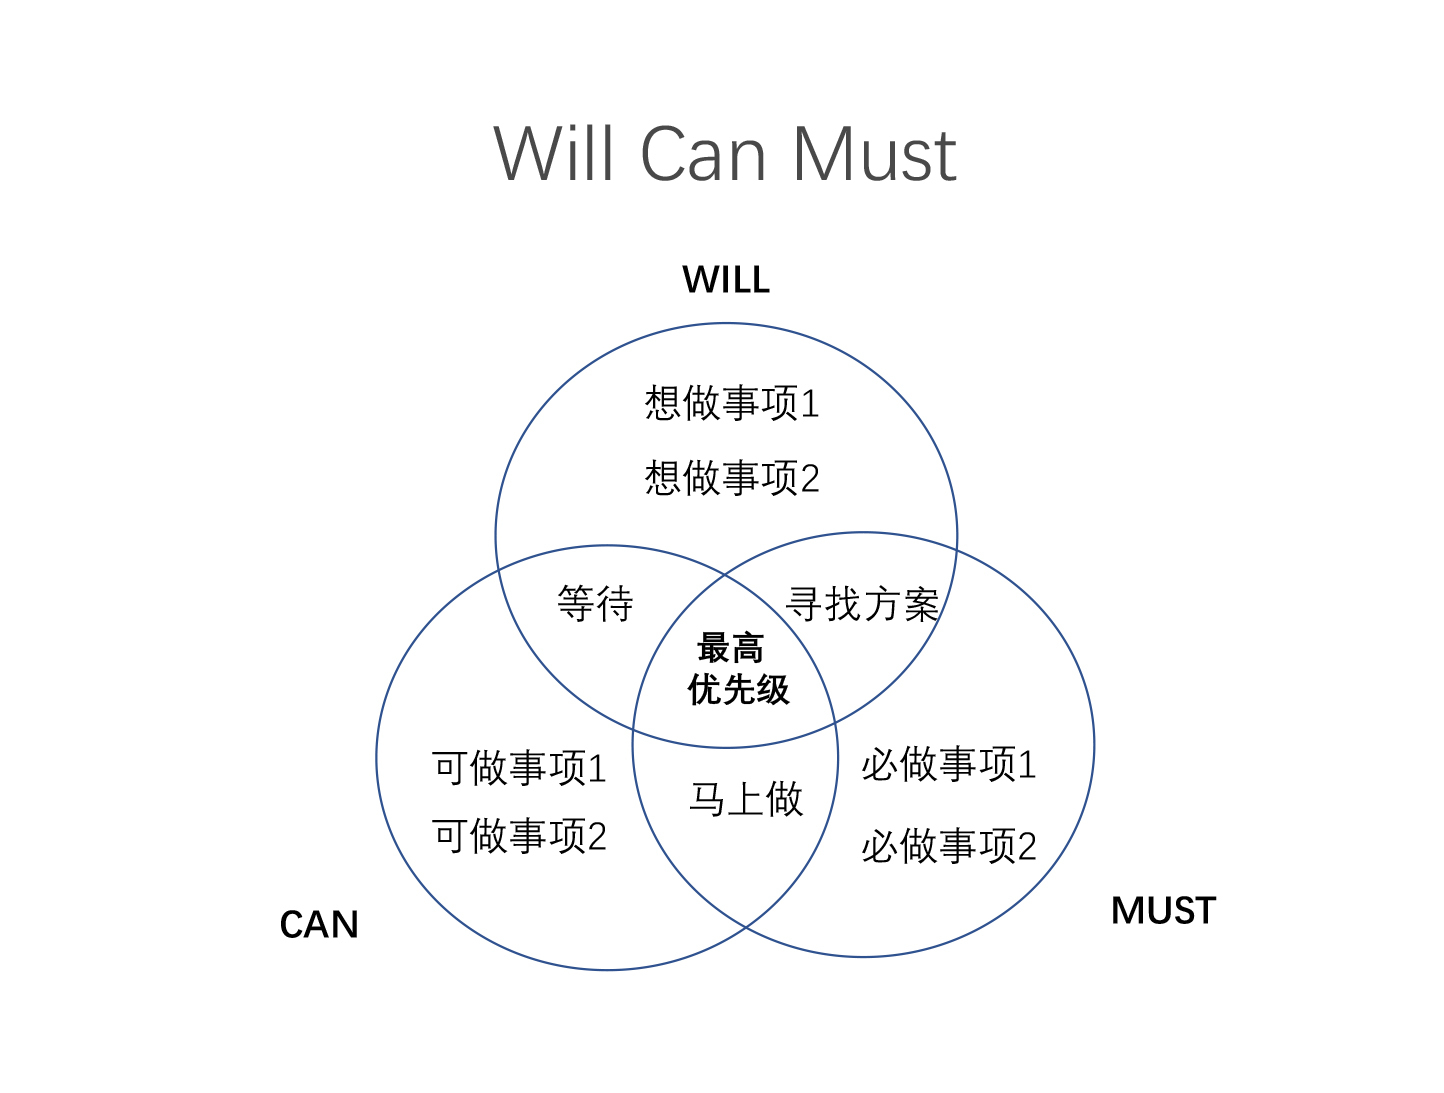 Will Can Must
WILL
想做事项1
想做事项2
等待
寻找方案
最高
优先级
可做事项1
可做事项2
马上做
必做事项1
必做事项2
CAN
MUST